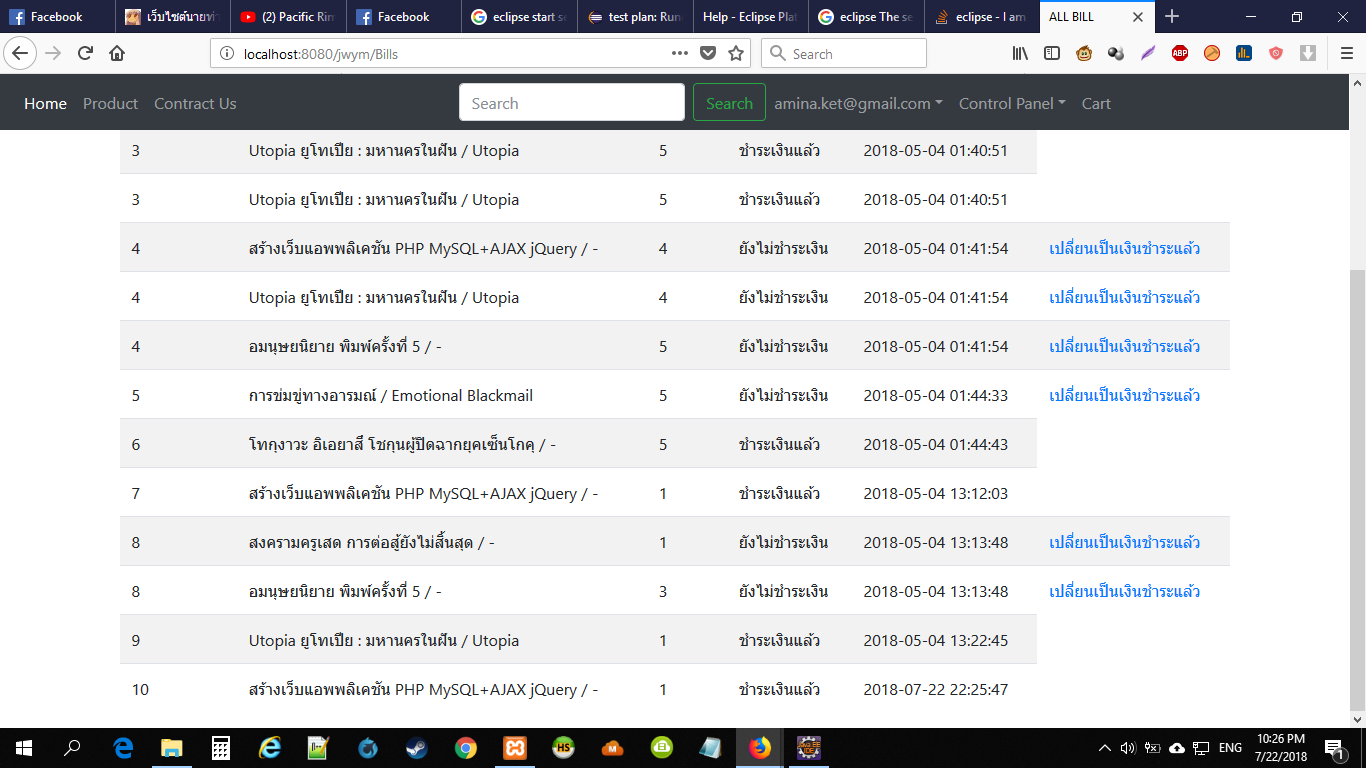 Facebook เว็บไซต์นายท่า (2) Pacific Rim Facebook eclipse start se test plan: Run Help - Eclipse Plat eclipse The se eclipse - I am ALL BILL
localhost:8080/jwym/Bills Search ABP
Home Product Contract Us Search Search amina.ket@gmail.com Control Panel Cart
3 Utopia ยูโทเปีย : มหานครในฝัน / Utopia 5 ชำระเงินแล้ว 2018-05-04 01:40:51
3 Utopia ยูโทเปีย : มหานครในฝัน / Utopia 5 ชำระเงินแล้ว 2018-05-04 01:40:51
4 สร้างเว็บแอพพลิเคชัน PHP MySQL+AJAX jQuery / - 4 ยังไม่ชำระเงิน 2018-05-04 01:41:54 เปลี่ยนเป็นเงินชำระแล้ว
4 Utopia ยูโทเปีย : มหานครในฝัน / Utopia 4 ยังไม่ชำระเงิน 2018-05-04 01:41:54 เปลี่ยนเป็นเงินชำระแล้ว
4 อมนุษยนิยาย พิมพ์ครั้งที่ 5 / - 5 ยังไม่ชำระเงิน 2018-05-04 01:41:54 เปลี่ยนเป็นเงินชำระแล้ว
5 การข่มขู่ทางอารมณ์ / Emotional Blackmail 5 ยังไม่ชำระเงิน 2018-05-04 01:44:33 เปลี่ยนเป็นเงินชำระแล้ว
6 โทกุงาวะ อิเอยาสึ โชกุนผู้ปิดฉากยุคเซ็นโกคุ / - 5 ชำระเงินแล้ว 2018-05-04 01:44:43
7 สร้างเว็บแอพพลิเคชัน PHP MySQL+AJAX jQuery / - 1 ชำระเงินแล้ว 2018-05-04 13:12:03
8 สงครามครูเสด การต่อสู้ยังไม่สิ้นสุด / - 1 ยังไม่ชำระเงิน 2018-05-04 13:13:48 เปลี่ยนเป็นเงินชำระแล้ว
8 อมนุษยนิยาย พิมพ์ครั้งที่ 5 / - 3 ยังไม่ชำระเงิน 2018-05-04 13:13:48 เปลี่ยนเป็นเงินชำระแล้ว
9 Utopia ยูโทเปีย : มหานครในฝัน / Utopia 1 ชำระเงินแล้ว 2018-05-04 13:22:45
10 สร้างเว็บแอพพลิเคชัน PHP MySQL+AJAX jQuery / - 1 ชำระเงินแล้ว 2018-07-22 22:25:47
HS ENG 10:26 PM
7/22/2018 1